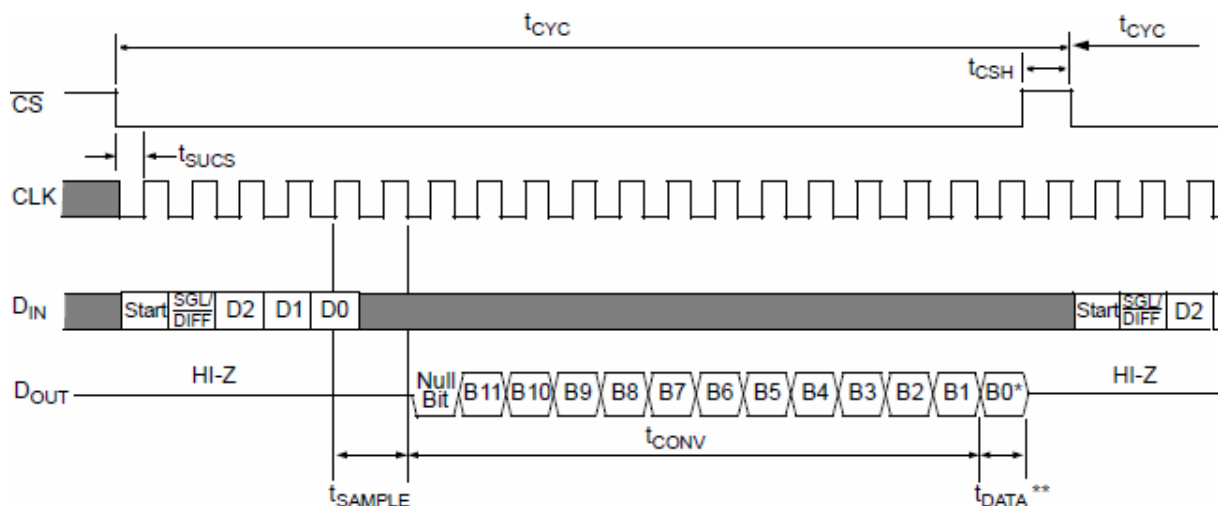 tCYC tCYC
tCSH
CS
tSUCS
CLK
DIN Start SGL/DIFF D2 D1 D0 Start SGL/DIFF D2
DOUT HI-Z Null Bit B11 B10 B9 B8 B7 B6 B5 B4 B3 B2 B1 B0* HI-Z
tCONV
tSAMPLE tDATA **